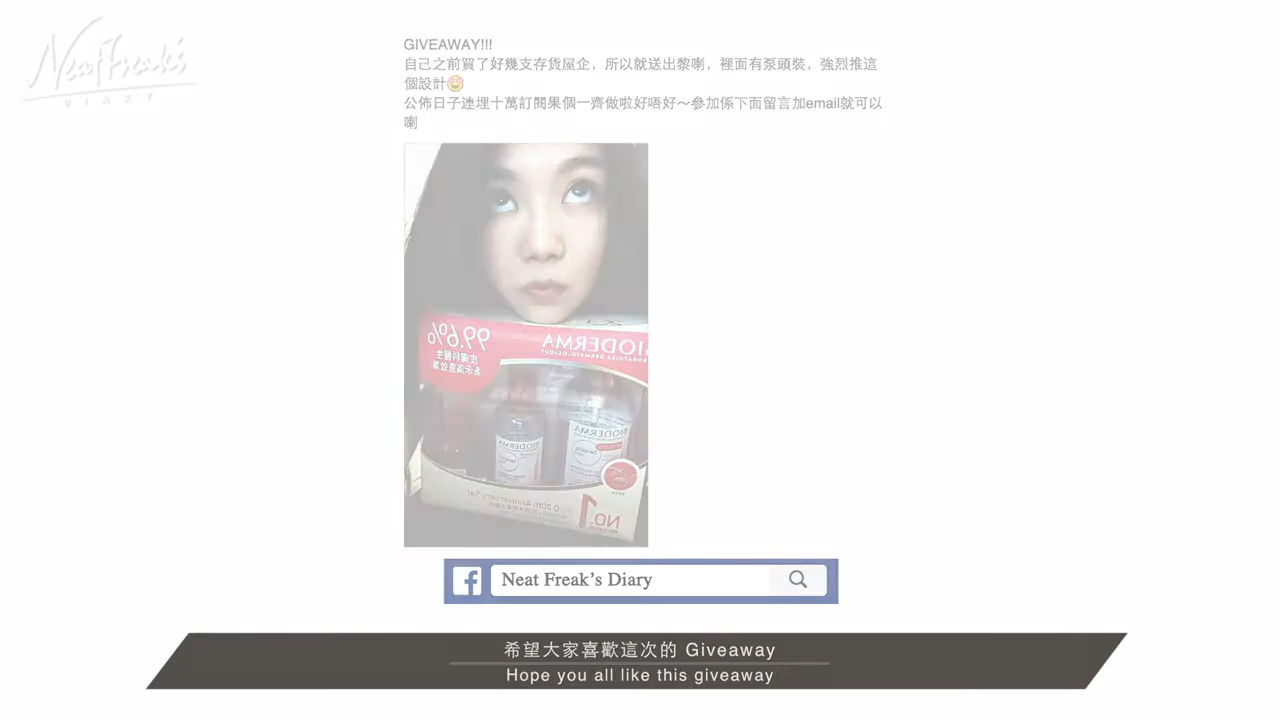 Neat Freak's
DIARY
GIVEAWAY!!!
自己之前買了好幾支存貨屋企，所以就送出黎喇，裡面有泵頭裝，強烈推這
個設計
公佈日子連埋十萬訂閱果個一齊做啦好唔好～參加係下面留言加email就可以
喇
99.6%
皮膚科醫生
表示滿意效果
BIODERMA
LABORATOIRE DERMATOLOGIQUE
BIODERMA
BIODERMA
20th Anniversary Set
NO.1
Neat Freak's Diary
希望大家喜歡這次的 Giveaway
Hope you all like this giveaway